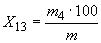 X₁₃ = m₄ · 100 / m